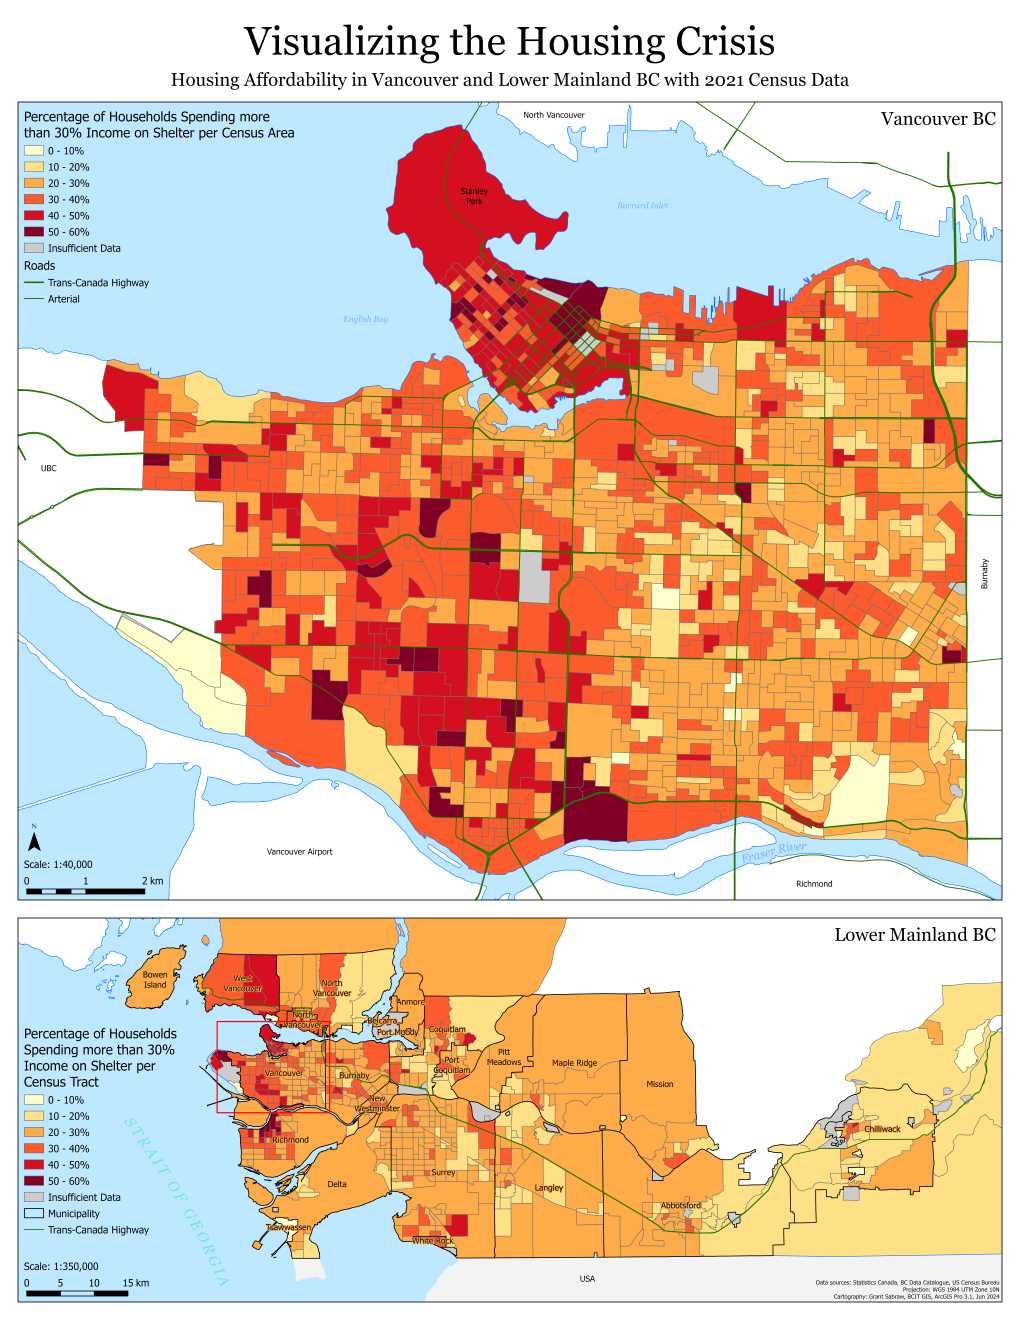 Visualizing the Housing Crisis
Housing Affordability in Vancouver and Lower Mainland BC with 2021 Census Data
Percentage of Households Spending more
than 30% Income on Shelter per Census Area
0 - 10%
10 - 20%
20 - 30%
30 - 40%
40 - 50%
50 - 60%
Insufficient Data
Roads
Trans-Canada Highway
Arterial
North Vancouver
Vancouver BC
Stanley
Park
Burrard Inlet
English Bay
UBC
Burnaby
N
Scale: 1:40,000
0 1 2 km
Vancouver Airport
Fraser River
Richmond
Lower Mainland BC
Percentage of Households
Spending more than 30%
Income on Shelter per
Census Tract
0 - 10%
10 - 20%
20 - 30%
30 - 40%
40 - 50%
50 - 60%
Insufficient Data
Municipality
Trans-Canada Highway
Bowen
Island
West
Vancouver
North
Vancouver
North
Vancouver
Anmore
Belcarra
Port Moody
Coquitlam
Port
Coquitlam
Pitt
Meadows
Maple Ridge
Mission
Vancouver
Burnaby
New
Westminster
Chilliwack
Richmond
Surrey
Delta
Langley
Abbotsford
Tsawwassen
White Rock
STRAIT OF GEORGIA
USA
Scale: 1:350,000
0 5 10 15 km
Data sources: Statistics Canada, BC Data Catalogue, US Census Bureau
Projection: WGS 1984 UTM Zone 10N
Cartography: Grant Sabraw, BCIT GIS, ArcGIS Pro 3.1, Jun 2024